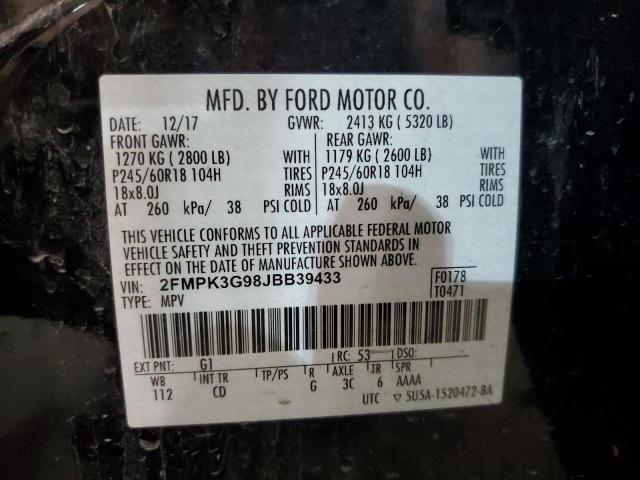 MFD. BY FORD MOTOR CO.
DATE: 12/17 GVWR: 2413 KG ( 5320 LB)
FRONT GAWR: REAR GAWR:
1270 KG ( 2800 LB) WITH 1179 KG ( 2600 LB) WITH
P245/60R18 104H TIRES P245/60R18 104H TIRES
18x8.0J RIMS 18x8.0J RIMS
AT 260 kPa/ 38 PSI COLD AT 260 kPa/ 38 PSI COLD
THIS VEHICLE CONFORMS TO ALL APPLICABLE FEDERAL MOTOR
VEHICLE SAFETY AND THEFT PREVENTION STANDARDS IN
EFFECT ON THE DATE OF MANUFACTURE SHOWN ABOVE.
VIN: 2FMPK3G98JBB39433 F0178
TYPE: MPV T0471
EXT PNT: G1 RC: 53 DSO:
WB INT TR TP/PS R AXLE TR SPR
112 CD G 3C 6 AAAA
UTC ▽ 5U5A-1520472-BA